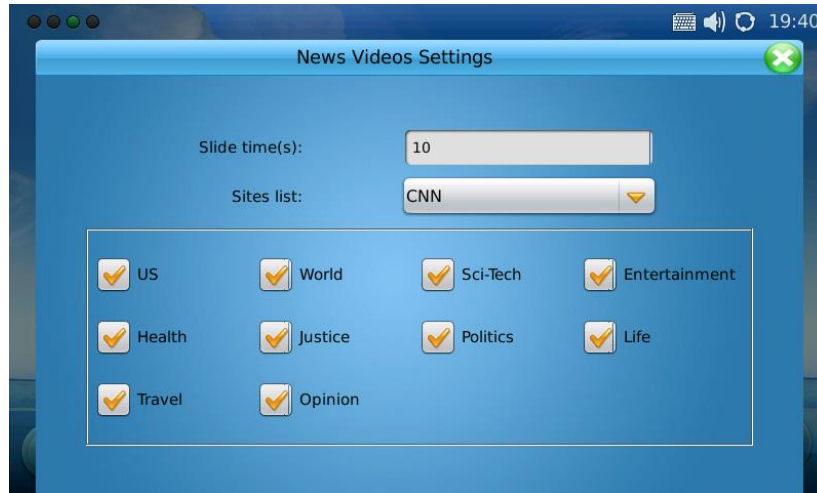 19:40
News Videos Settings
Slide time(s): 10
Sites list: CNN
US World Sci-Tech Entertainment
Health Justice Politics Life
Travel Opinion